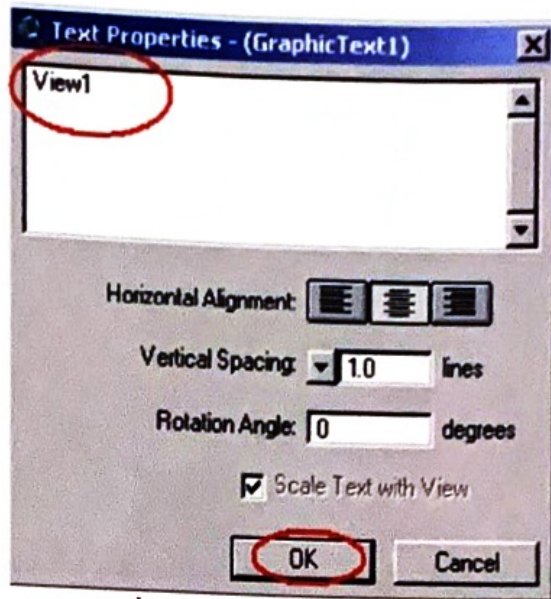 Text Properties - (GraphicText1)
View1
Horizontal Alignment:
Vertical Spacing: 1.0 lines
Rotation Angle: 0 degrees
Scale Text with View
OK Cancel